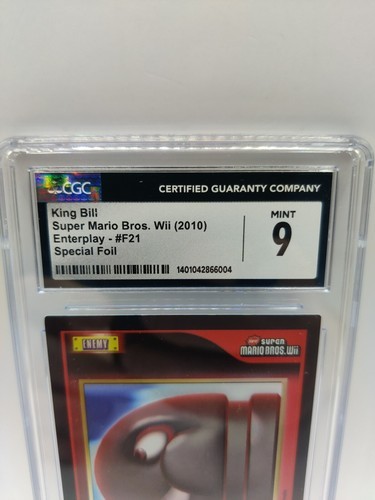 CGC
CERTIFIED GUARANTY COMPANY
King Bill
Super Mario Bros. Wii (2010)
Enterplay - #F21
Special Foil
MINT
9
1401042866004
ENEMY
New SUPER
MARIO BROS. Wii